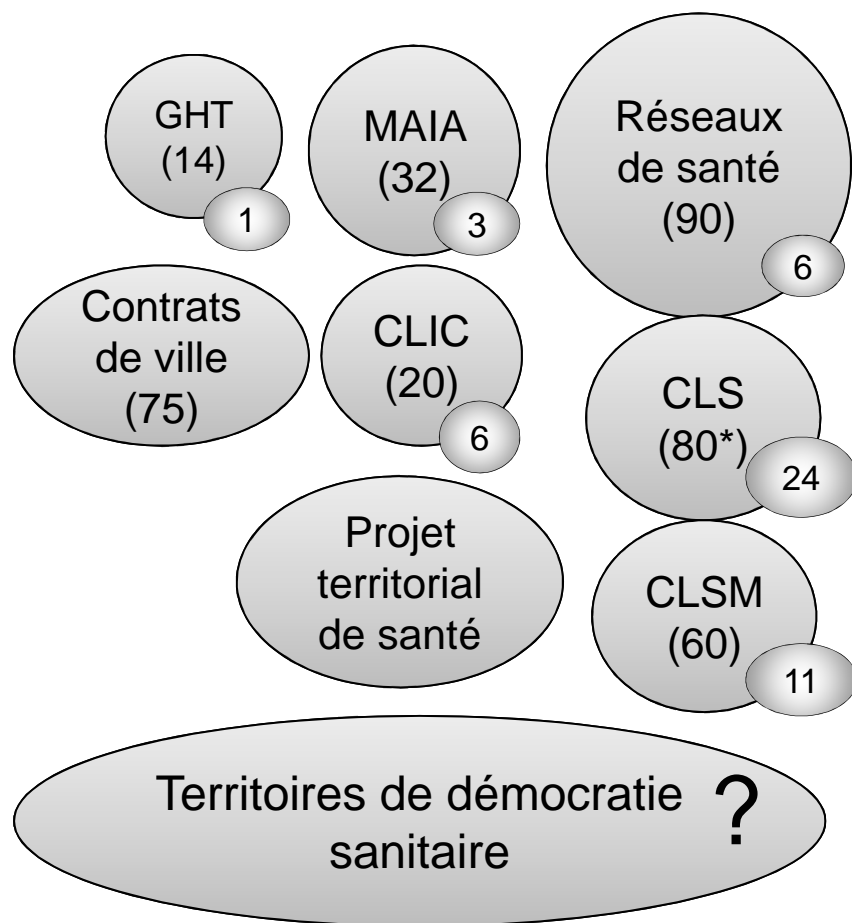 GHT
(14)
1
MAIA
(32)
3
Réseaux
de santé
(90)
6
Contrats
de ville
(75)
CLIC
(20)
6
CLS
(80*)
24
Projet
territorial
de santé
CLSM
(60)
11
Territoires de démocratie
sanitaire
?